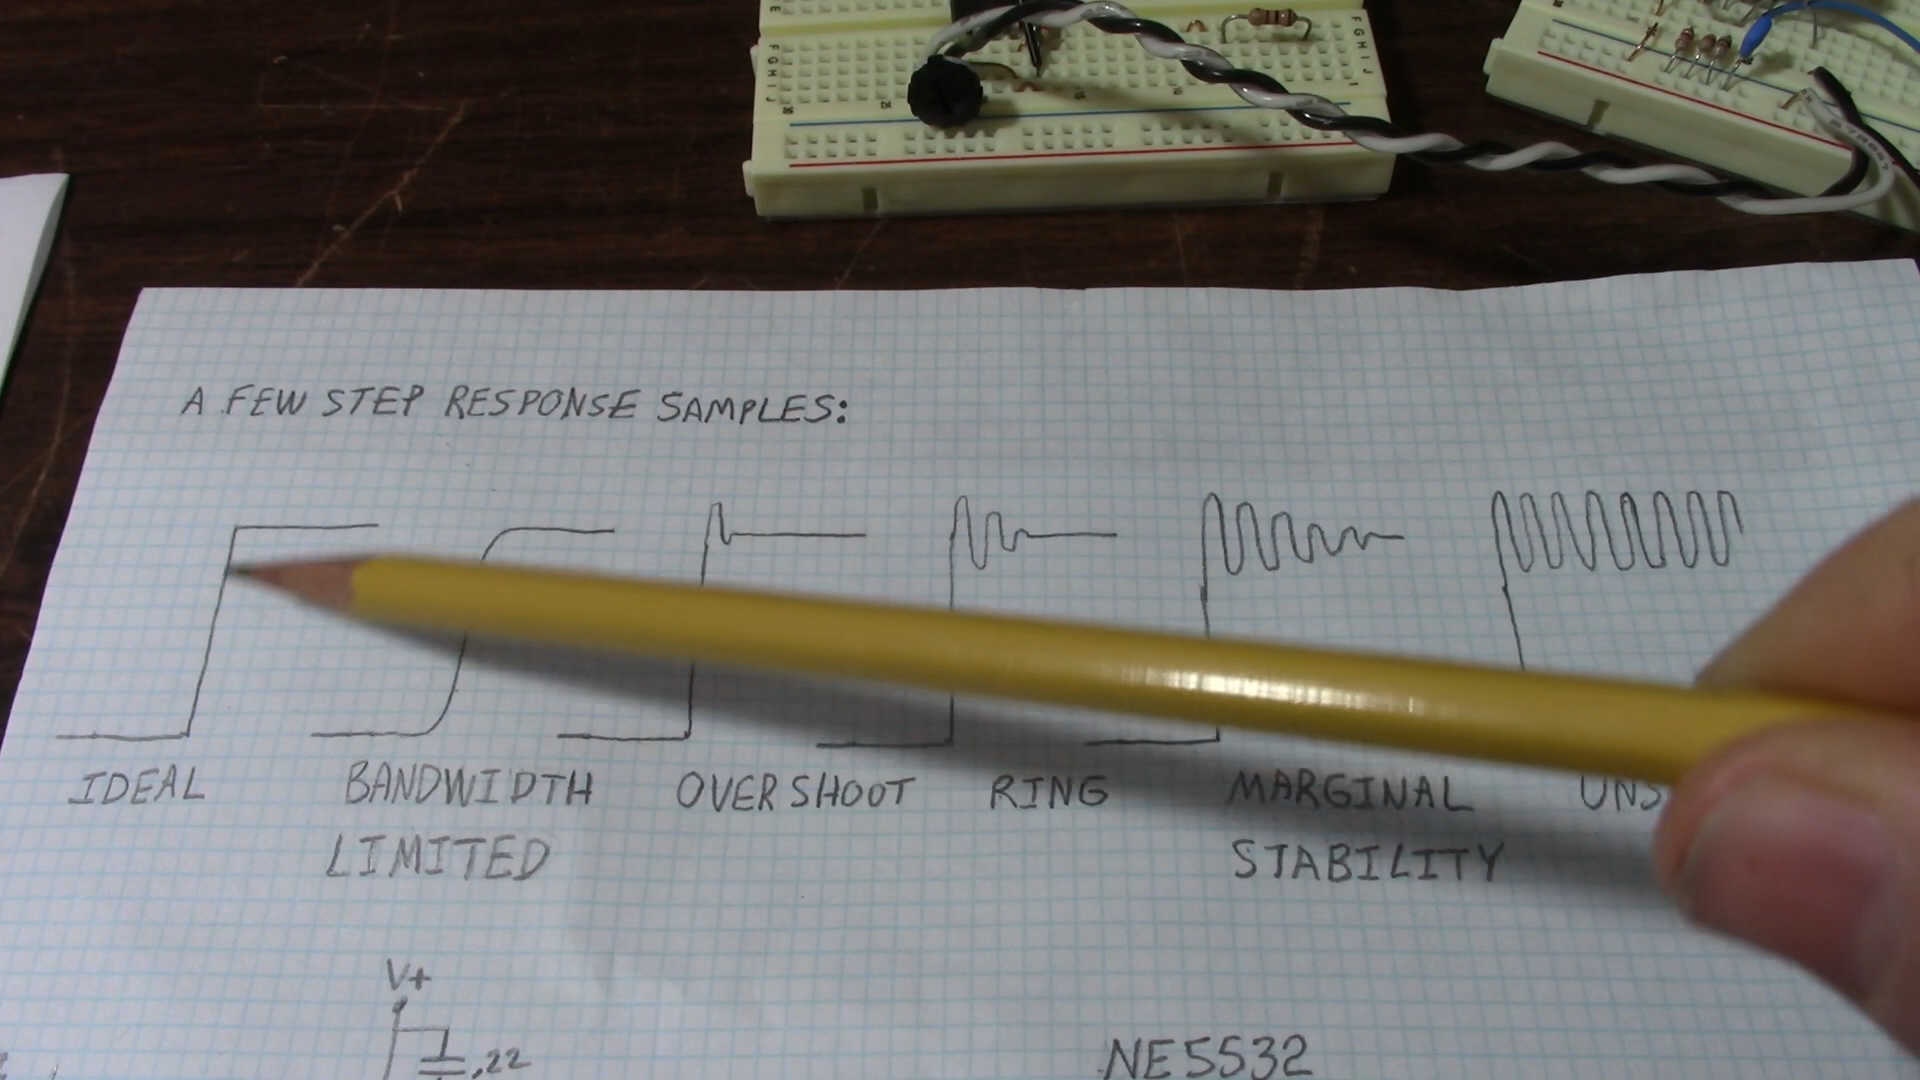 A FEW STEP RESPONSE SAMPLES:
IDEAL
BANDWIDTH
LIMITED
OVERSHOOT
RING
MARGINAL
STABILITY
V+
.22
NE5532